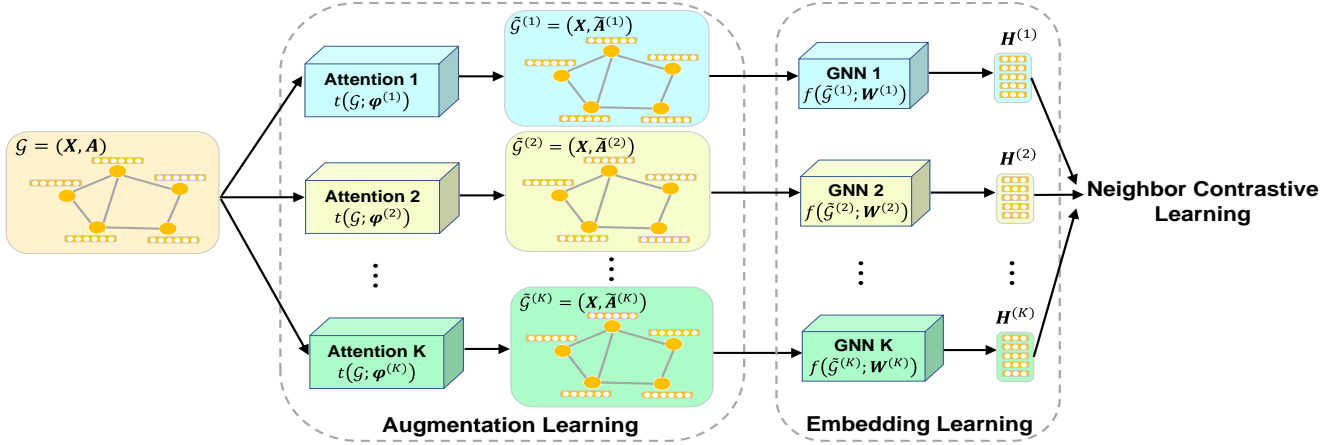 𝒢 = (X, A)
Attention 1
t(𝒢; φ⁽¹⁾)
𝒢̃⁽¹⁾ = (X, Ã⁽¹⁾)
GNN 1
f(𝒢̃⁽¹⁾; W⁽¹⁾)
H⁽¹⁾
Attention 2
t(𝒢; φ⁽²⁾)
𝒢̃⁽²⁾ = (X, Ã⁽²⁾)
GNN 2
f(𝒢̃⁽²⁾; W⁽²⁾)
H⁽²⁾
Attention K
t(𝒢; φ⁽ᴷ⁾)
𝒢̃⁽ᴷ⁾ = (X, Ã⁽ᴷ⁾)
GNN K
f(𝒢̃⁽ᴷ⁾; W⁽ᴷ⁾)
H⁽ᴷ⁾
Neighbor Contrastive
Learning
Augmentation Learning
Embedding Learning